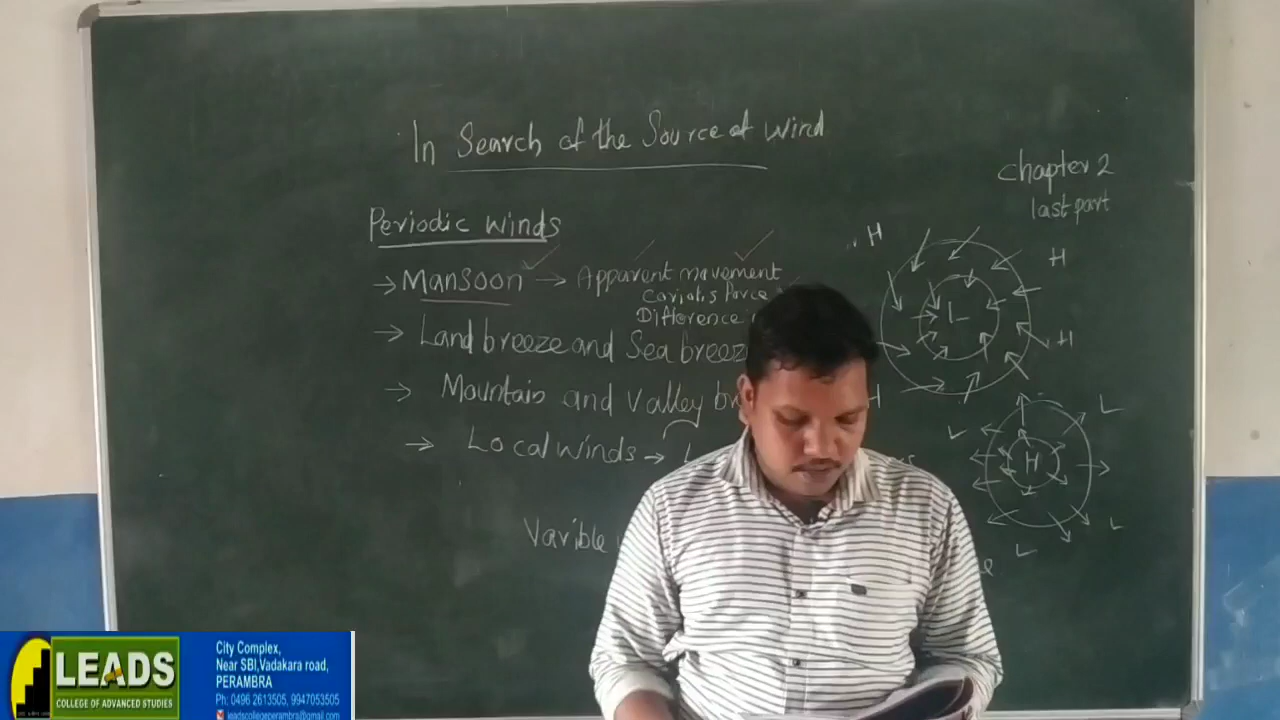 In Search of the Source of wind
chapter 2
last part
Periodic winds
→ Mansoon → Apparent movement
Coriolis force
Difference
→ Land breeze and Sea breeze
→ Mountain and Valley
→ Local winds →
Varible
H
H
H
H
L
L
L
H
L
L
LEADS
COLLEGE OF ADVANCED STUDIES
City Complex,
Near SBI,Vadakara road,
PERAMBRA
Ph: 0496 2613505, 9947053505
leadscollegeperambra@gmail.com